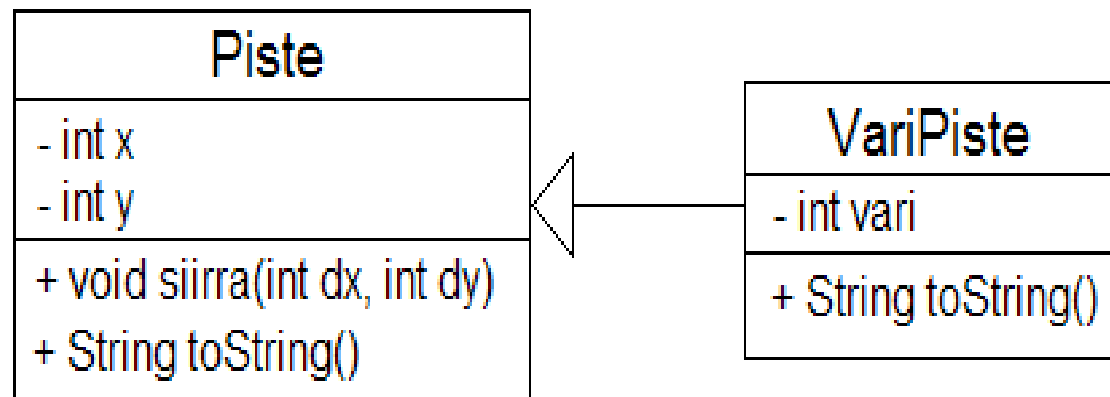 Piste
- int x
- int y
+ void siirra(int dx, int dy)
+ String toString()
VariPiste
- int vari
+ String toString()